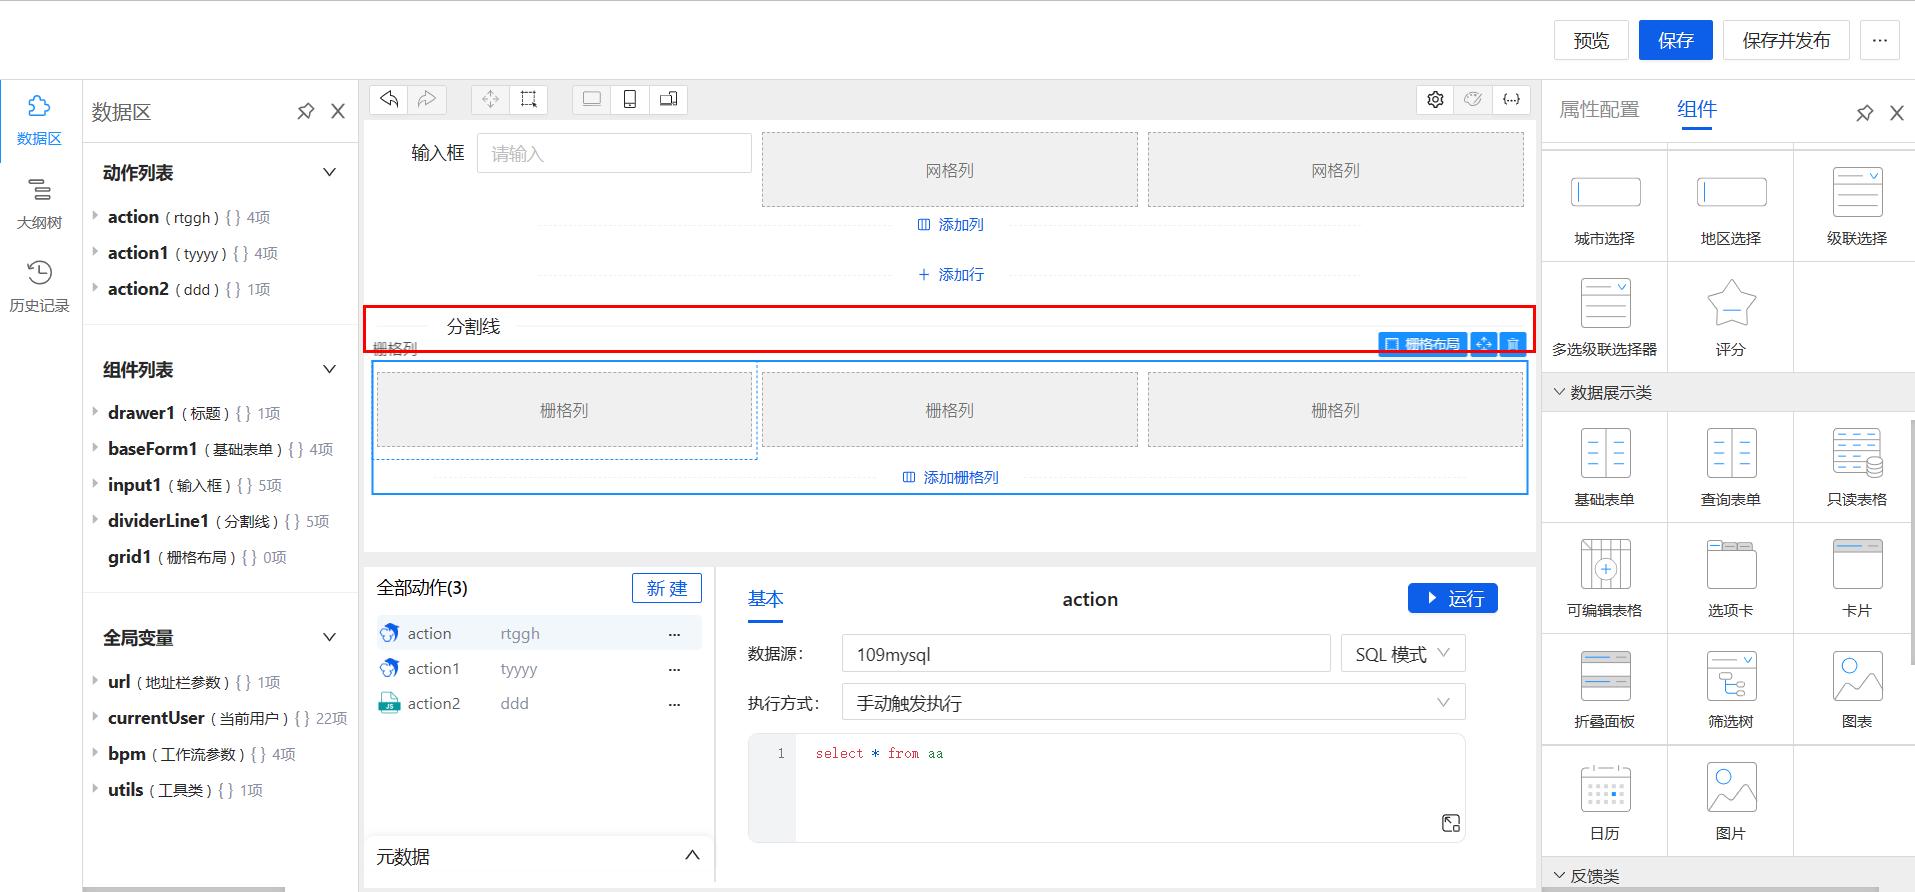 预览
保存
保存并发布
...
数据区
大纲树
历史记录
数据区
动作列表
action ( rtggh ) { } 4项
action1 ( tyyyy ) { } 4项
action2 ( ddd ) { } 1项
组件列表
drawer1 ( 标题 ) { } 1项
baseForm1 ( 基础表单 ) { } 4项
input1 ( 输入框 ) { } 5项
dividerLine1 ( 分割线 ) { } 5项
grid1 ( 栅格布局 ) { } 0项
全局变量
url ( 地址栏参数 ) { } 1项
currentUser ( 当前用户 ) { } 22项
bpm ( 工作流参数 ) { } 4项
utils ( 工具类 ) { } 1项
输入框
请输入
网格列
网格列
添加列
添加行
分割线
栅格列
栅格布局
栅格列
栅格列
栅格列
添加栅格列
全部动作(3)
新 建
action rtggh ...
action1 tyyyy ...
action2 ddd ...
元数据
基本
action
运行
数据源:
109mysql
SQL 模式
执行方式:
手动触发执行
1 select * from aa
属性配置
组件
城市选择
地区选择
级联选择
多选级联选择器
评分
数据展示类
基础表单
查询表单
只读表格
可编辑表格
选项卡
卡片
折叠面板
筛选树
图表
日历
图片
反馈类